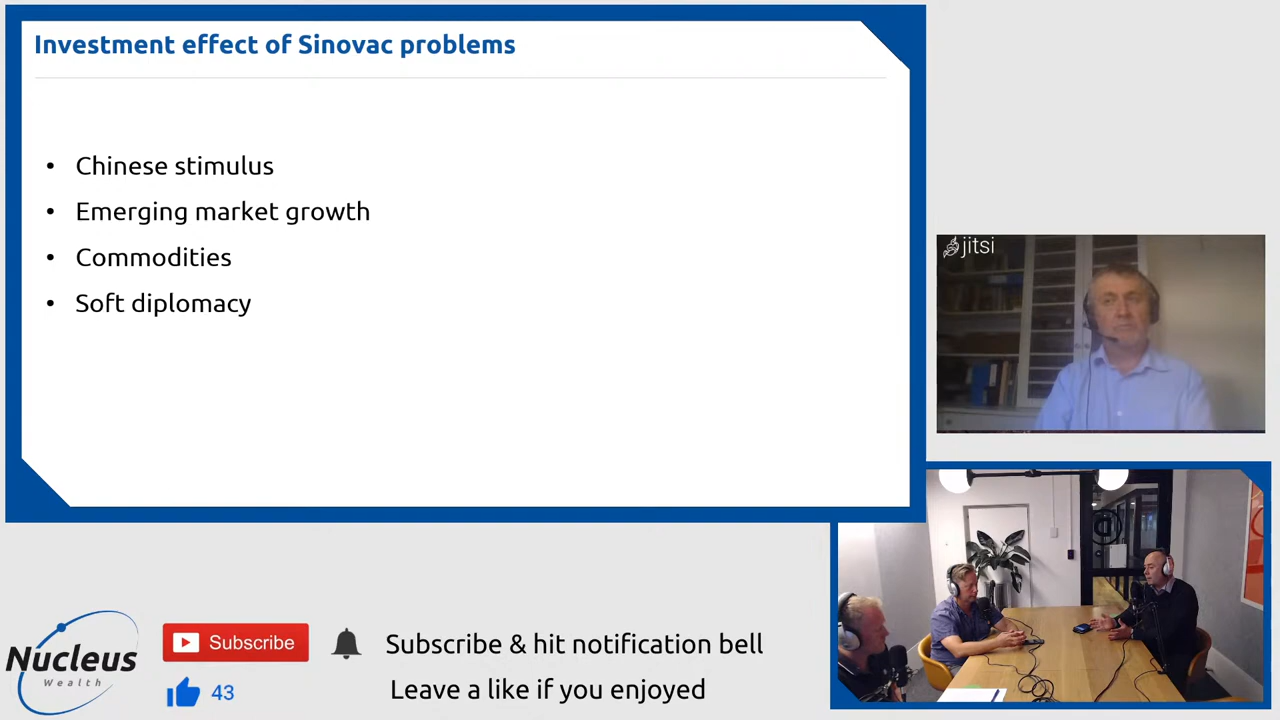 Investment effect of Sinovac problems
• Chinese stimulus
• Emerging market growth
• Commodities
• Soft diplomacy
jitsi
Nucleus
Wealth
Subscribe
43
Subscribe & hit notification bell
Leave a like if you enjoyed